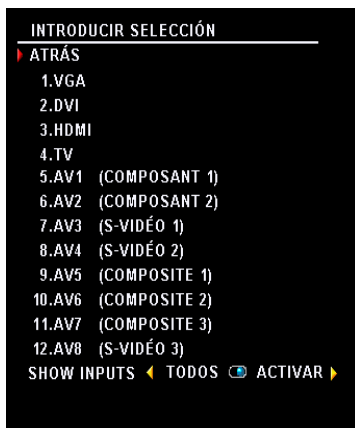 INTRODUCIR SELECCIÓN
ATRÁS
1.VGA
2.DVI
3.HDMI
4.TV
5.AV1 (COMPOSANT 1)
6.AV2 (COMPOSANT 2)
7.AV3 (S-VIDÉO 1)
8.AV4 (S-VIDÉO 2)
9.AV5 (COMPOSITE 1)
10.AV6 (COMPOSITE 2)
11.AV7 (COMPOSITE 3)
12.AV8 (S-VIDÉO 3)
SHOW INPUTS TODOS ACTIVAR